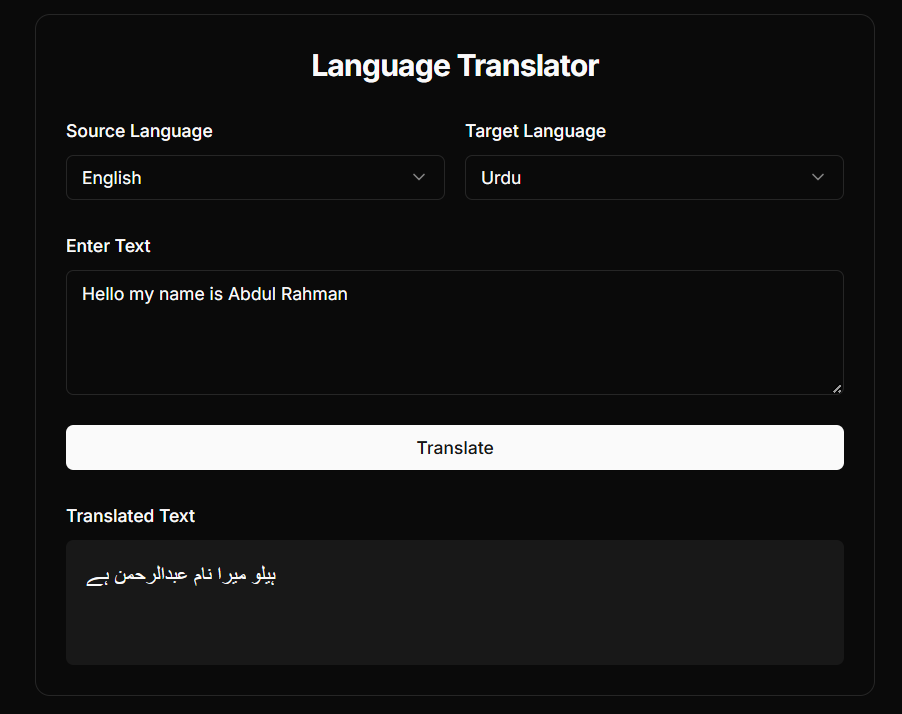 Language Translator
Source Language
Target Language
English
Urdu
Enter Text
Hello my name is Abdul Rahman
Translate
Translated Text
ہیلو میرا نام عبدالرحمن ہے